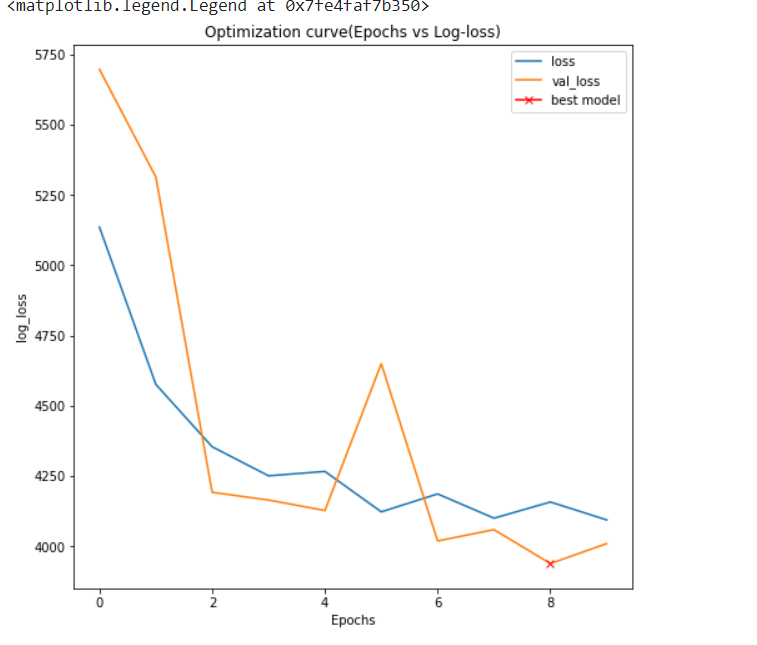 <matplotlib.legend.Legend at 0x7fe4faf7b350>
Optimization curve(Epochs vs Log-loss)
loss
val_loss
best model
5750
5500
5250
5000
4750
4500
4250
4000
log_loss
0 2 4 6 8
Epochs